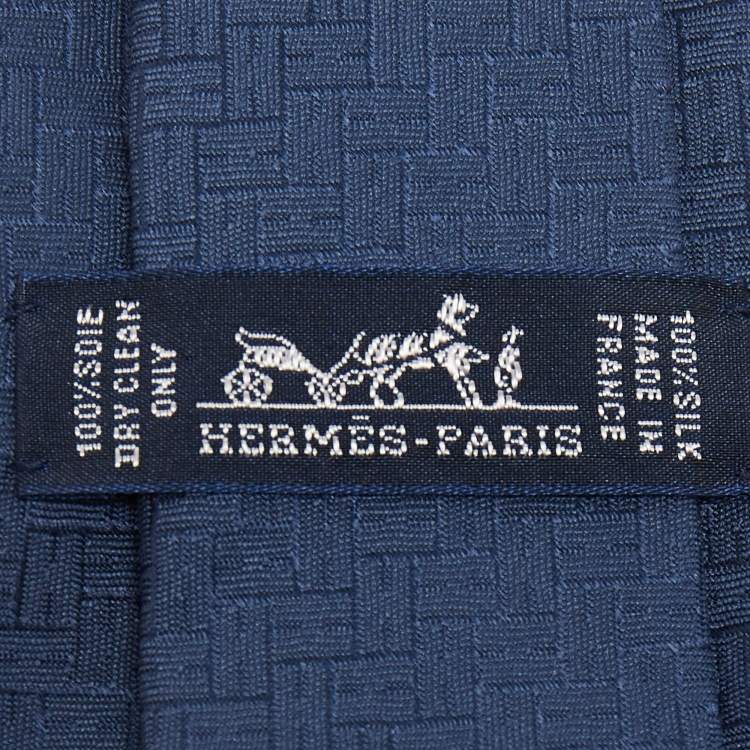 100%SOIE
DRY CLEAN
ONLY
HERMÈS-PARIS
100%SILK
MADE IN
FRANCE